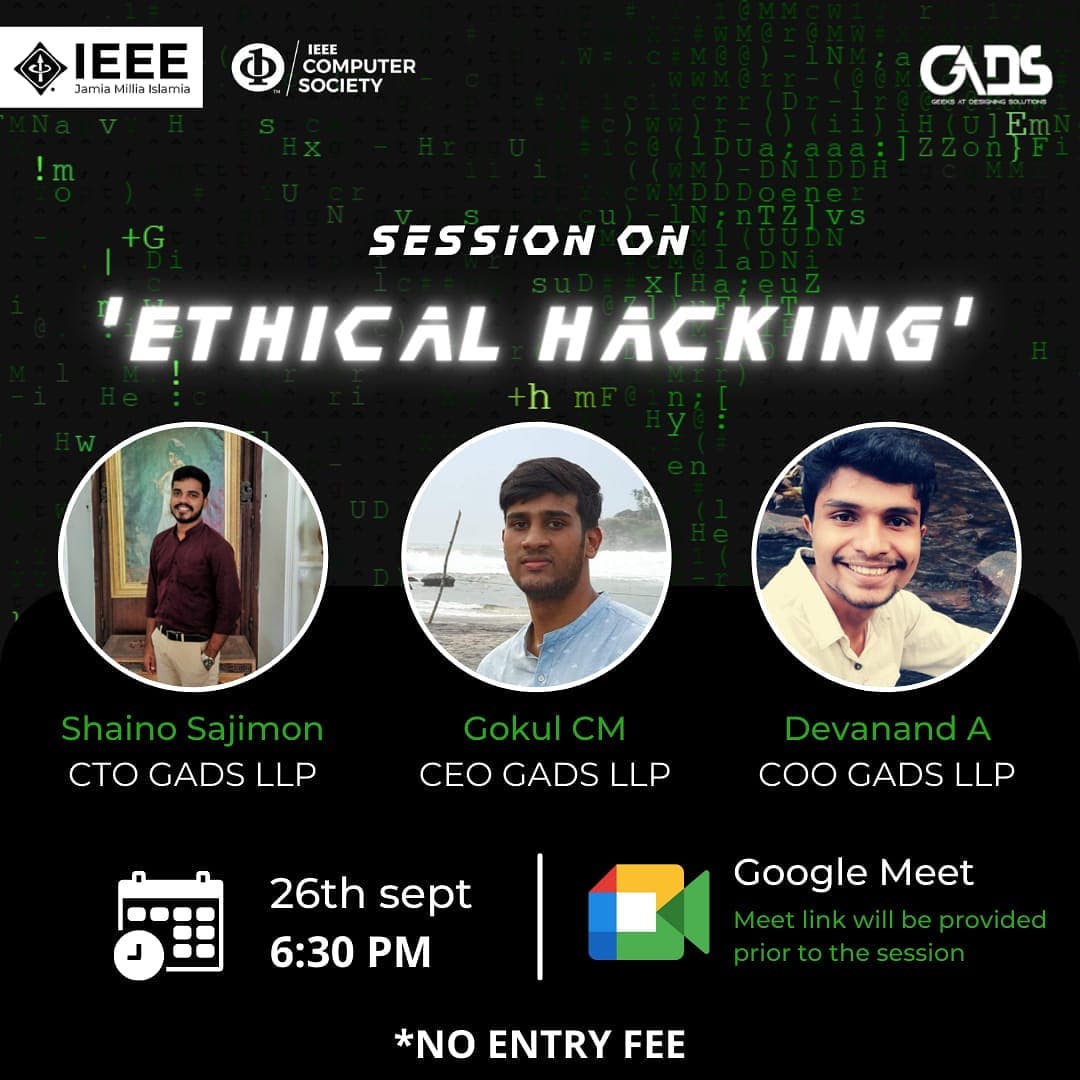 IEEE
Jamia Millia Islamia
IEEE
COMPUTER
SOCIETY
GADS
GEEKS AT DESIGNING SOLUTIONS
SESSION ON
'ETHICAL HACKING'
Shaino Sajimon
CTO GADS LLP
Gokul CM
CEO GADS LLP
Devanand A
COO GADS LLP
26th sept
6:30 PM
Google Meet
Meet link will be provided
prior to the session
*NO ENTRY FEE